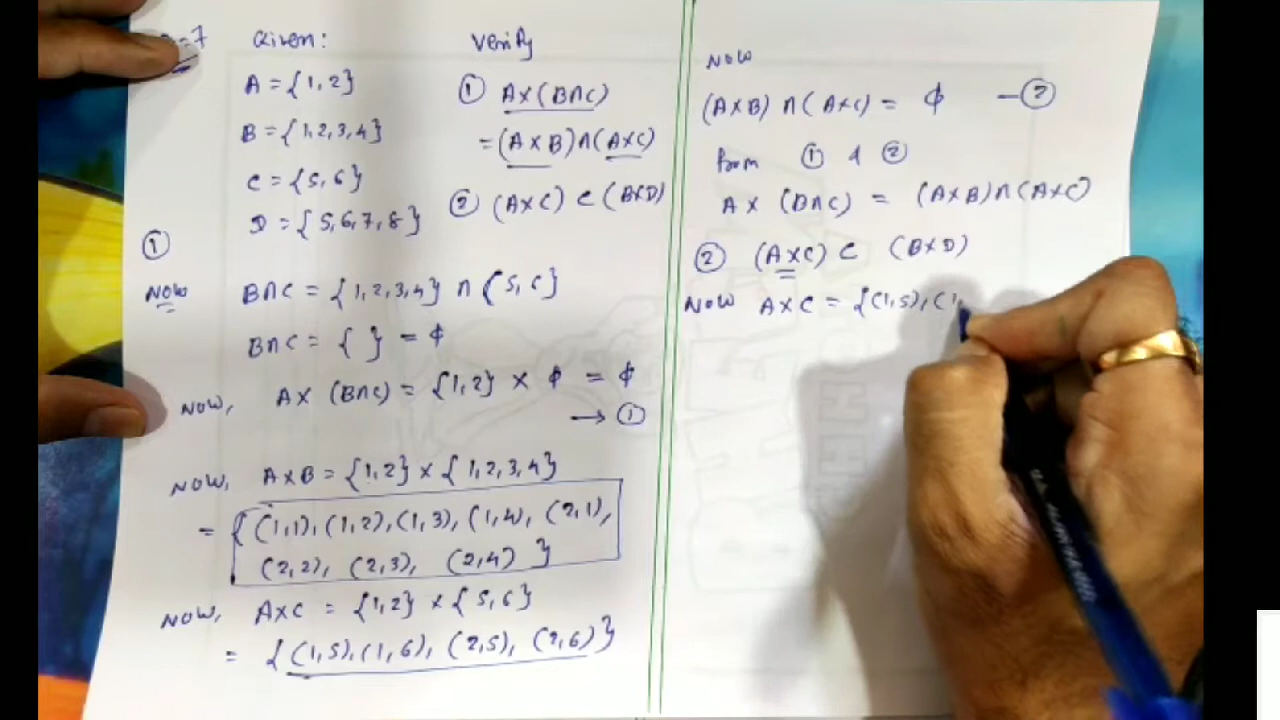 -7 Given: Verify
A = {1,2}
B = {1,2,3,4}
C = {5,6}
D = {5,6,7,8}
① A×(B∩C)
= (A×B)∩(A×C)
② (A×C) ⊂ (B×D)
①
Now B∩C = {1,2,3,4} ∩ {5,6}
B∩C = { } = ϕ
Now, A× (B∩C) = {1,2} × ϕ = ϕ
→ ①
Now, A×B = {1,2} × {1,2,3,4}
= {(1,1),(1,2),(1,3),(1,4),(2,1),
(2,2), (2,3), (2,4) }
Now, A×C = {1,2} × {5,6}
= {(1,5),(1,6),(2,5),(2,6)}
Now
(A×B) ∩ (A×C) = ϕ —②
from ① & ②
A× (B∩C) = (A×B)∩(A×C)
② (A×C) ⊂ (B×D)
Now A×C = {(1,5),(1,